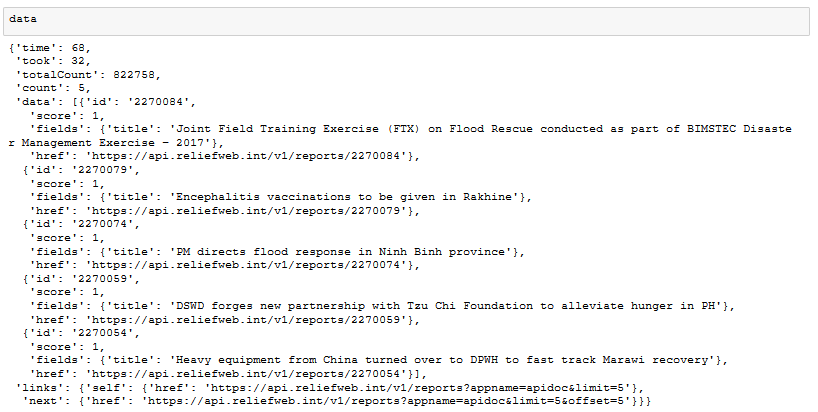 data
{'time': 68,
 'took': 32,
 'totalCount': 822758,
 'count': 5,
 'data': [{'id': '2270084',
   'score': 1,
   'fields': {'title': 'Joint Field Training Exercise (FTX) on Flood Rescue conducted as part of BIMSTEC Disaste
r Management Exercise – 2017'},
   'href': 'https://api.reliefweb.int/v1/reports/2270084'},
  {'id': '2270079',
   'score': 1,
   'fields': {'title': 'Encephalitis vaccinations to be given in Rakhine'},
   'href': 'https://api.reliefweb.int/v1/reports/2270079'},
  {'id': '2270074',
   'score': 1,
   'fields': {'title': 'PM directs flood response in Ninh Binh province'},
   'href': 'https://api.reliefweb.int/v1/reports/2270074'},
  {'id': '2270059',
   'score': 1,
   'fields': {'title': 'DSWD forges new partnership with Tzu Chi Foundation to alleviate hunger in PH'},
   'href': 'https://api.reliefweb.int/v1/reports/2270059'},
  {'id': '2270054',
   'score': 1,
   'fields': {'title': 'Heavy equipment from China turned over to DPWH to fast track Marawi recovery'},
   'href': 'https://api.reliefweb.int/v1/reports/2270054'}],
 'links': {'self': {'href': 'https://api.reliefweb.int/v1/reports?appname=apidoc&limit=5'},
  'next': {'href': 'https://api.reliefweb.int/v1/reports?appname=apidoc&limit=5&offset=5'}}}